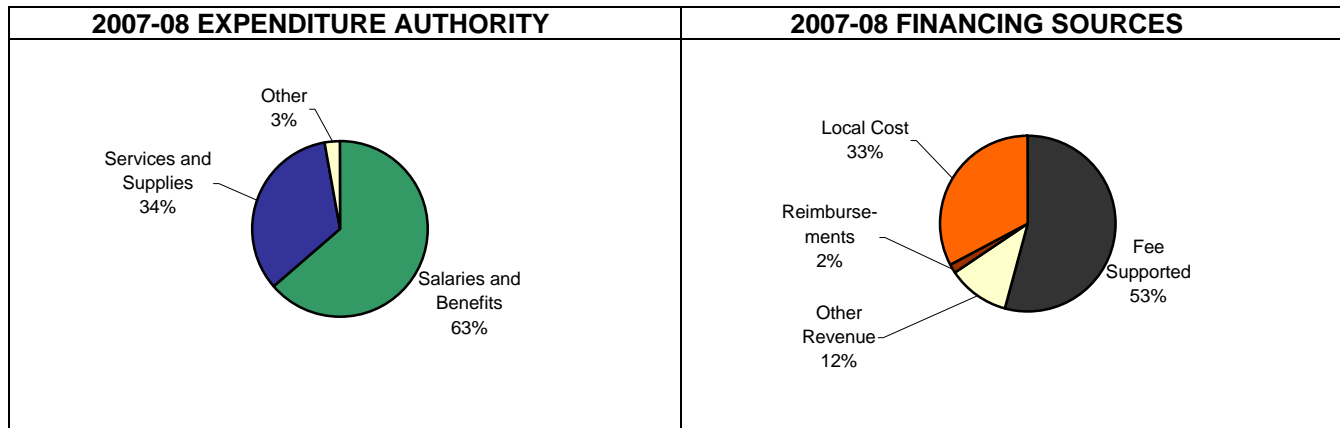 2007-08 EXPENDITURE AUTHORITY
Other
3%
Services and
Supplies
34%
Salaries and
Benefits
63%
2007-08 FINANCING SOURCES
Local Cost
33%
Reimburse-
ments
2%
Other
Revenue
12%
Fee
Supported
53%